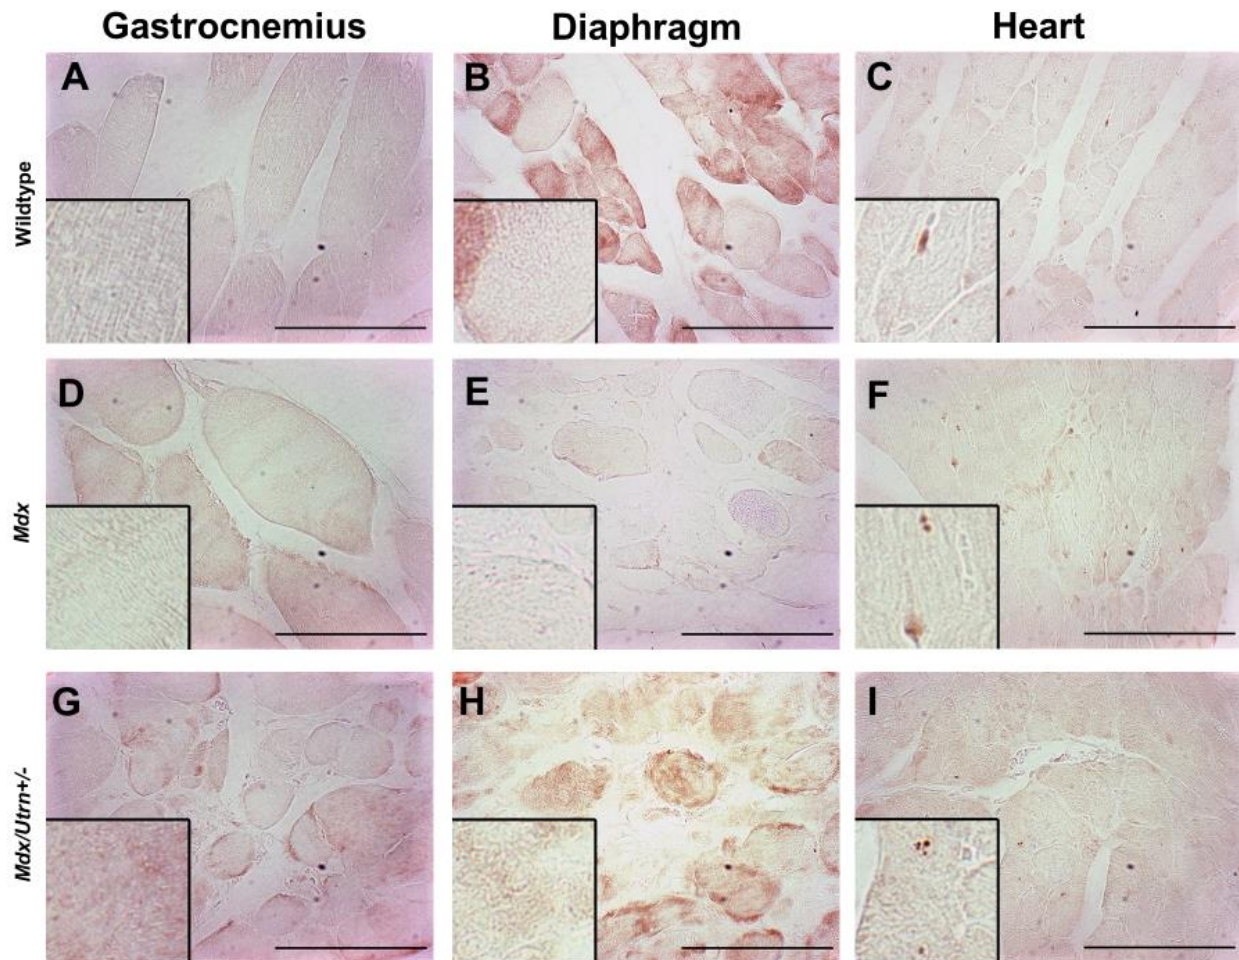 Gastrocnemius Diaphragm Heart
Wildtype A B C
Mdx D E F
Mdx/Utrn+/- G H I